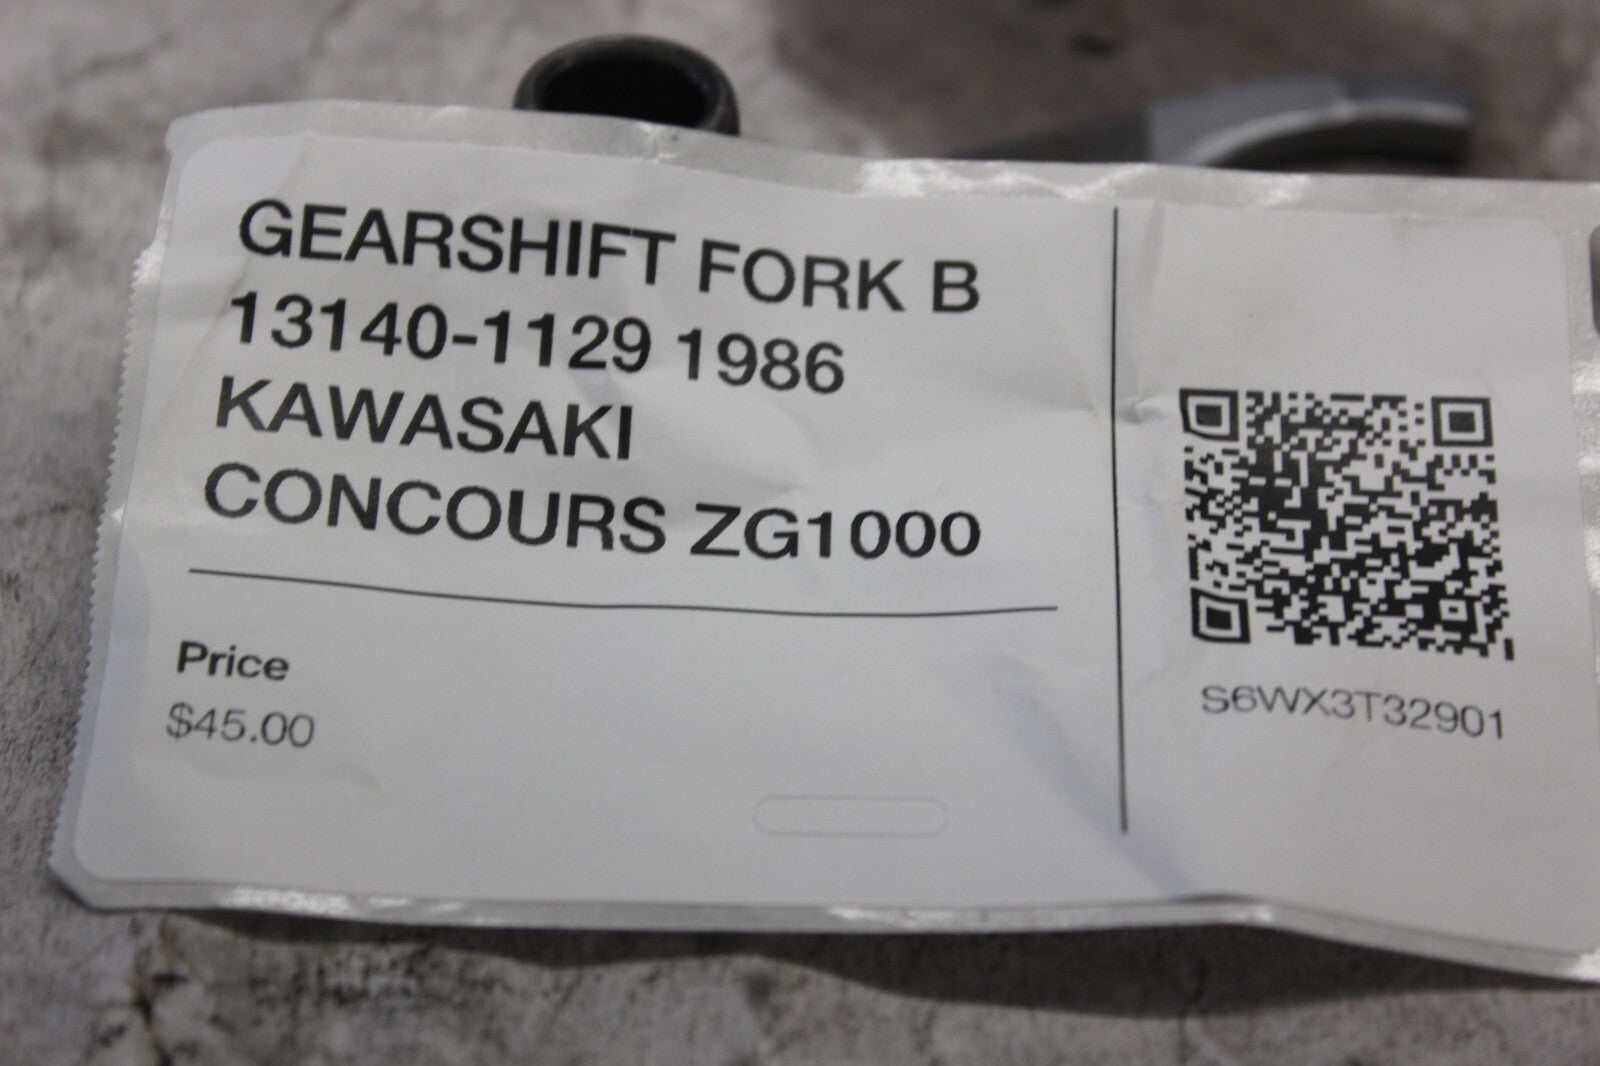 GEARSHIFT FORK B
13140-1129 1986
KAWASAKI
CONCOURS ZG1000
Price
$45.00
S6WX3T32901